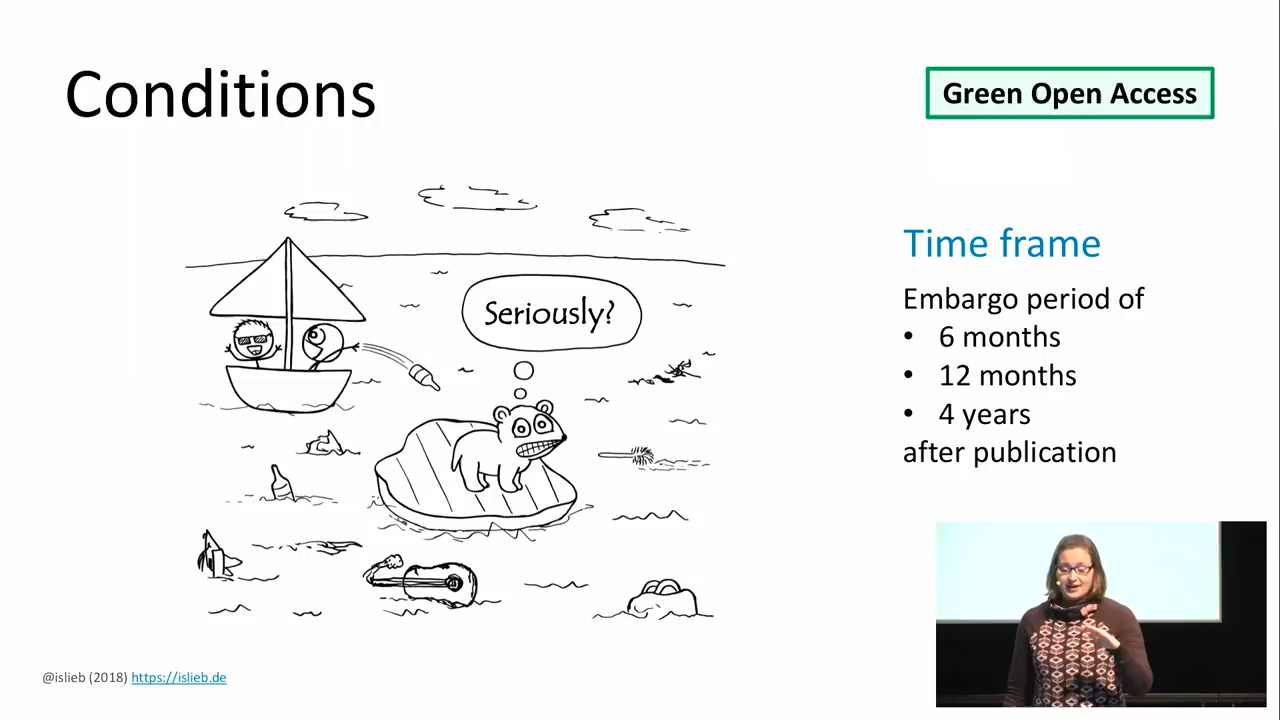 Conditions
Green Open Access
Seriously?
Time frame
Embargo period of
• 6 months
• 12 months
• 4 years
after publication
@islieb (2018) https://islieb.de